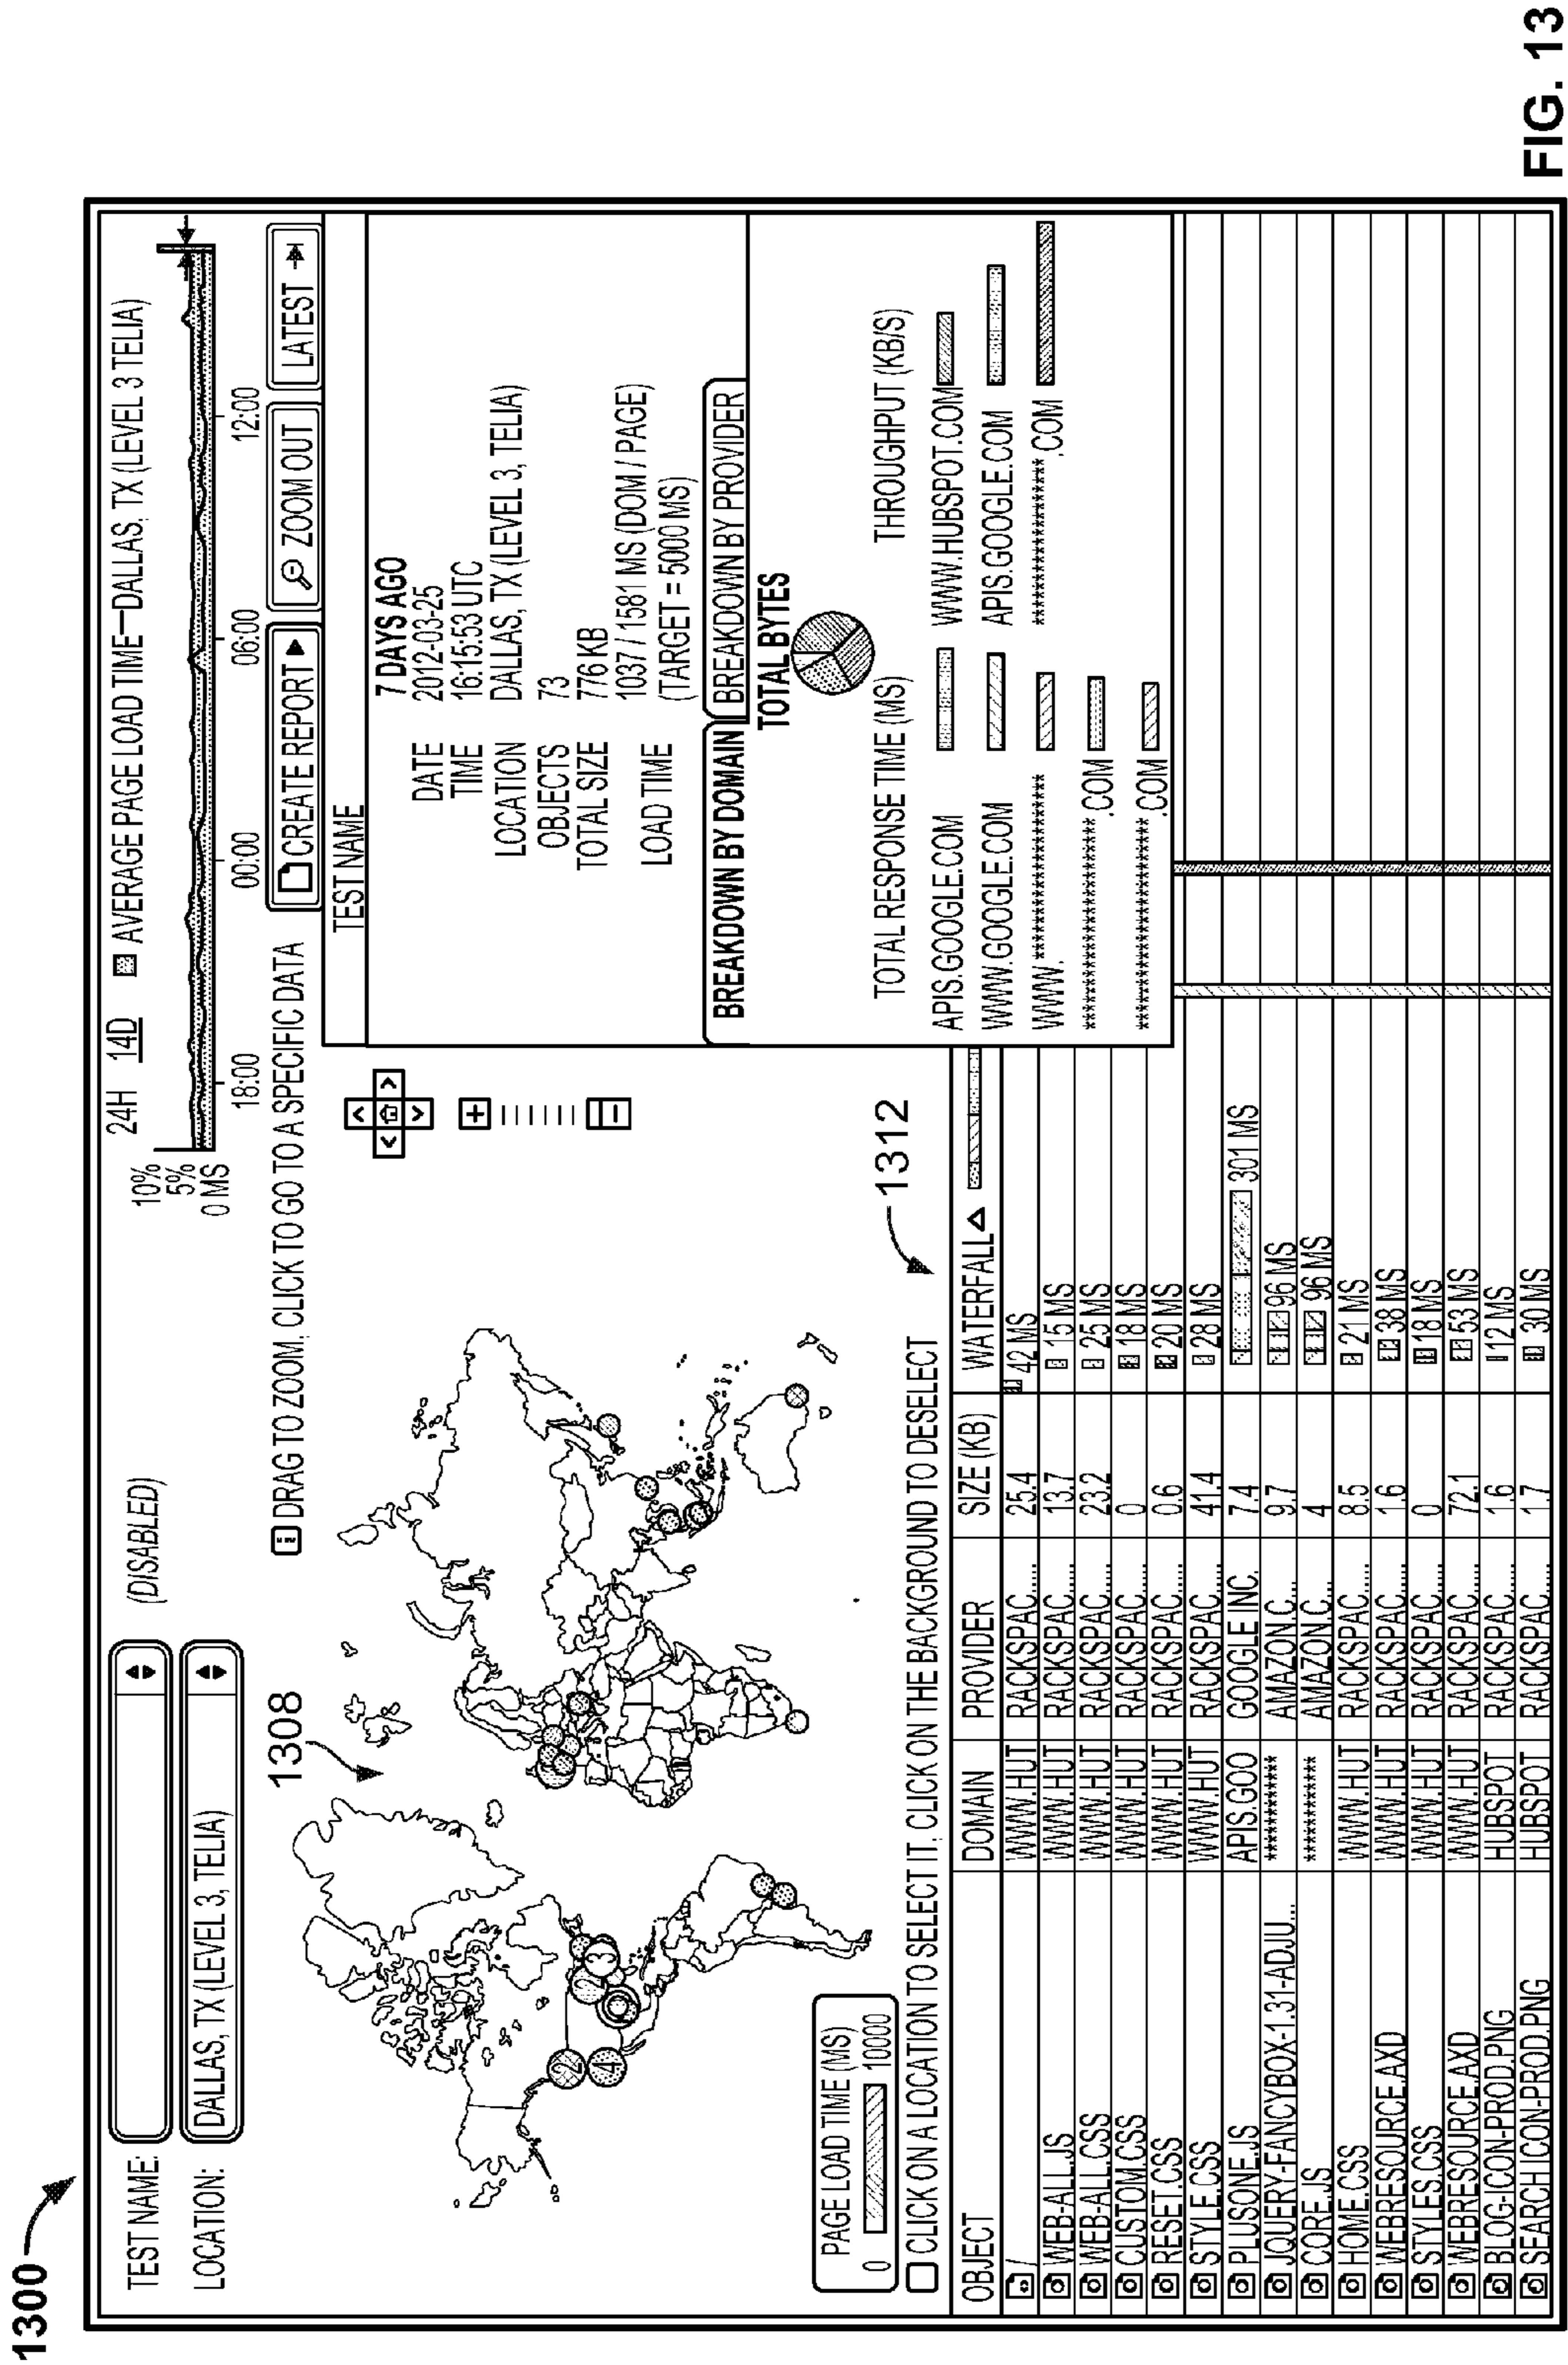 1300
TEST NAME:
(DISABLED)
24H 14D AVERAGE PAGE LOAD TIME—DALLAS, TX (LEVEL 3 TELIA)
LOCATION: DALLAS, TX (LEVEL 3, TELIA)
10%
5%
0 MS
18:00 00:00 06:00 12:00
DRAG TO ZOOM, CLICK TO GO TO A SPECIFIC DATA
CREATE REPORT ZOOM OUT LATEST
1308
2
4
2
3
PAGE LOAD TIME (MS)
0 10000
CLICK ON A LOCATION TO SELECT IT, CLICK ON THE BACKGROUND TO DESELECT
1312
TEST NAME
7 DAYS AGO
DATE 2012-03-25
TIME 16:15:53 UTC
LOCATION DALLAS, TX (LEVEL 3, TELIA)
OBJECTS 73
TOTAL SIZE 776 KB
LOAD TIME 1037 / 1581 MS (DOM / PAGE)
(TARGET = 5000 MS)
BREAKDOWN BY DOMAIN BREAKDOWN BY PROVIDER
TOTAL BYTES
TOTAL RESPONSE TIME (MS) THROUGHPUT (KB/S)
APIS.GOOGLE.COM WWW.HUBSPOT.COM
WWW.GOOGLE.COM APIS.GOOGLE.COM
WWW.********************* ********************.COM
********************.COM
********************.COM
OBJECT DOMAIN PROVIDER SIZE (KB) WATERFALL
/ WWW.HUT RACKSPAC.... 25.4 42 MS
WEB-ALL.JS WWW.HUT RACKSPAC.... 13.7 15 MS
WEB-ALL.CSS WWW.HUT RACKSPAC.... 23.2 25 MS
CUSTOM.CSS WWW.HUT RACKSPAC.... 0 18 MS
RESET.CSS WWW.HUT RACKSPAC.... 0.6 20 MS
STYLE.CSS WWW.HUT RACKSPAC.... 41.4 28 MS
PLUSONE.JS APIS.GOO GOOGLE INC. 7.4 301 MS
JQUERY-FANCYBOX-1.31-ADJU... ************ AMAZON.C... 9.7 96 MS
CORE.JS ************ AMAZON.C... 4 96 MS
HOME.CSS WWW.HUT RACKSPAC.... 8.5 21 MS
WEBRESOURCE.AXD WWW.HUT RACKSPAC.... 1.6 38 MS
STYLES.CSS WWW.HUT RACKSPAC.... 0 18 MS
WEBRESOURCE.AXD WWW.HUT RACKSPAC.... 72.1 53 MS
BLOG-ICON-PROD.PNG HUBSPOT RACKSPAC.... 1.6 12 MS
SEARCH ICON-PROD.PNG HUBSPOT RACKSPAC.... 1.7 30 MS
FIG. 13